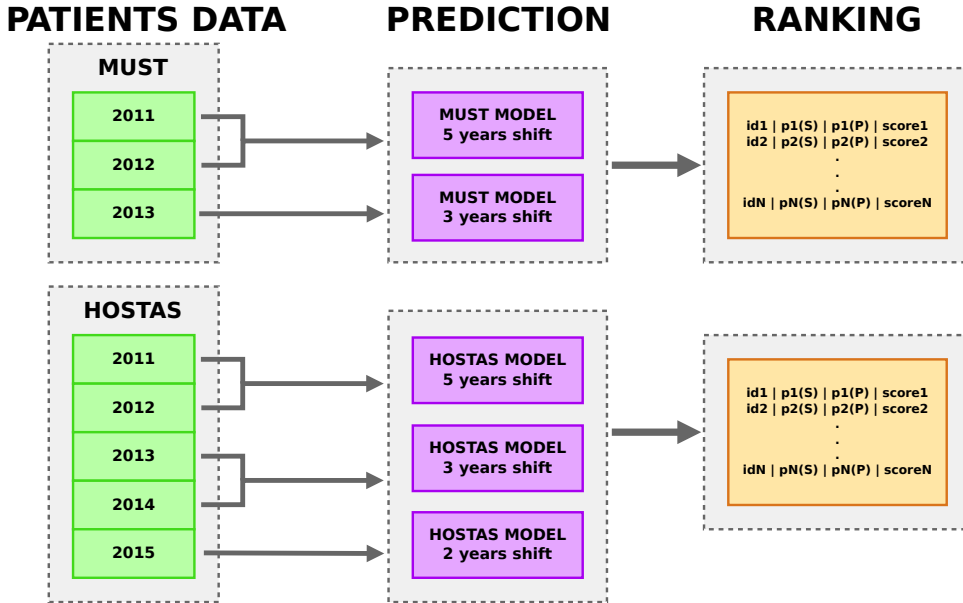 PATIENTS DATA
PREDICTION
RANKING
MUST
2011
2012
2013
MUST MODEL
5 years shift
MUST MODEL
3 years shift
id1 | p1(S) | p1(P) | score1
id2 | p2(S) | p2(P) | score2
.
.
.
idN | pN(S) | pN(P) | scoreN
HOSTAS
2011
2012
2013
2014
2015
HOSTAS MODEL
5 years shift
HOSTAS MODEL
3 years shift
HOSTAS MODEL
2 years shift
id1 | p1(S) | p1(P) | score1
id2 | p2(S) | p2(P) | score2
.
.
.
idN | pN(S) | pN(P) | scoreN